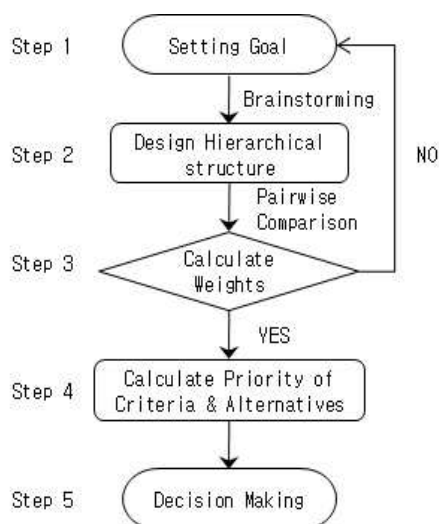 Step 1
Setting Goal
Brainstorming
Step 2
Design Hierarchical
structure
NO
Pairwise
Comparison
Step 3
Calculate
Weights
YES
Step 4
Calculate Priority of
Criteria & Alternatives
Step 5
Decision Making